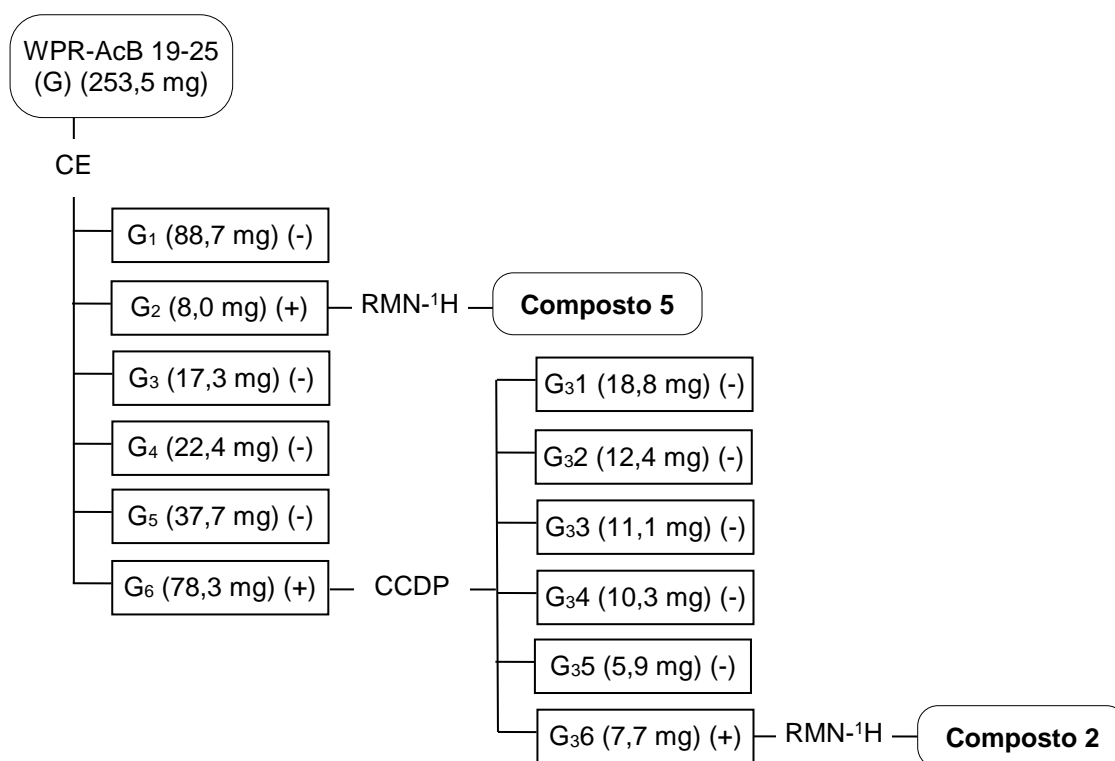 WPR-AcB 19-25
(G) (253,5 mg)
CE
G₁ (88,7 mg) (-)
G₂ (8,0 mg) (+)
RMN-¹H
Composto 5
G₃ (17,3 mg) (-)
G₄ (22,4 mg) (-)
G₅ (37,7 mg) (-)
G₆ (78,3 mg) (+)
CCDP
G₃1 (18,8 mg) (-)
G₃2 (12,4 mg) (-)
G₃3 (11,1 mg) (-)
G₃4 (10,3 mg) (-)
G₃5 (5,9 mg) (-)
G₃6 (7,7 mg) (+)
RMN-¹H
Composto 2